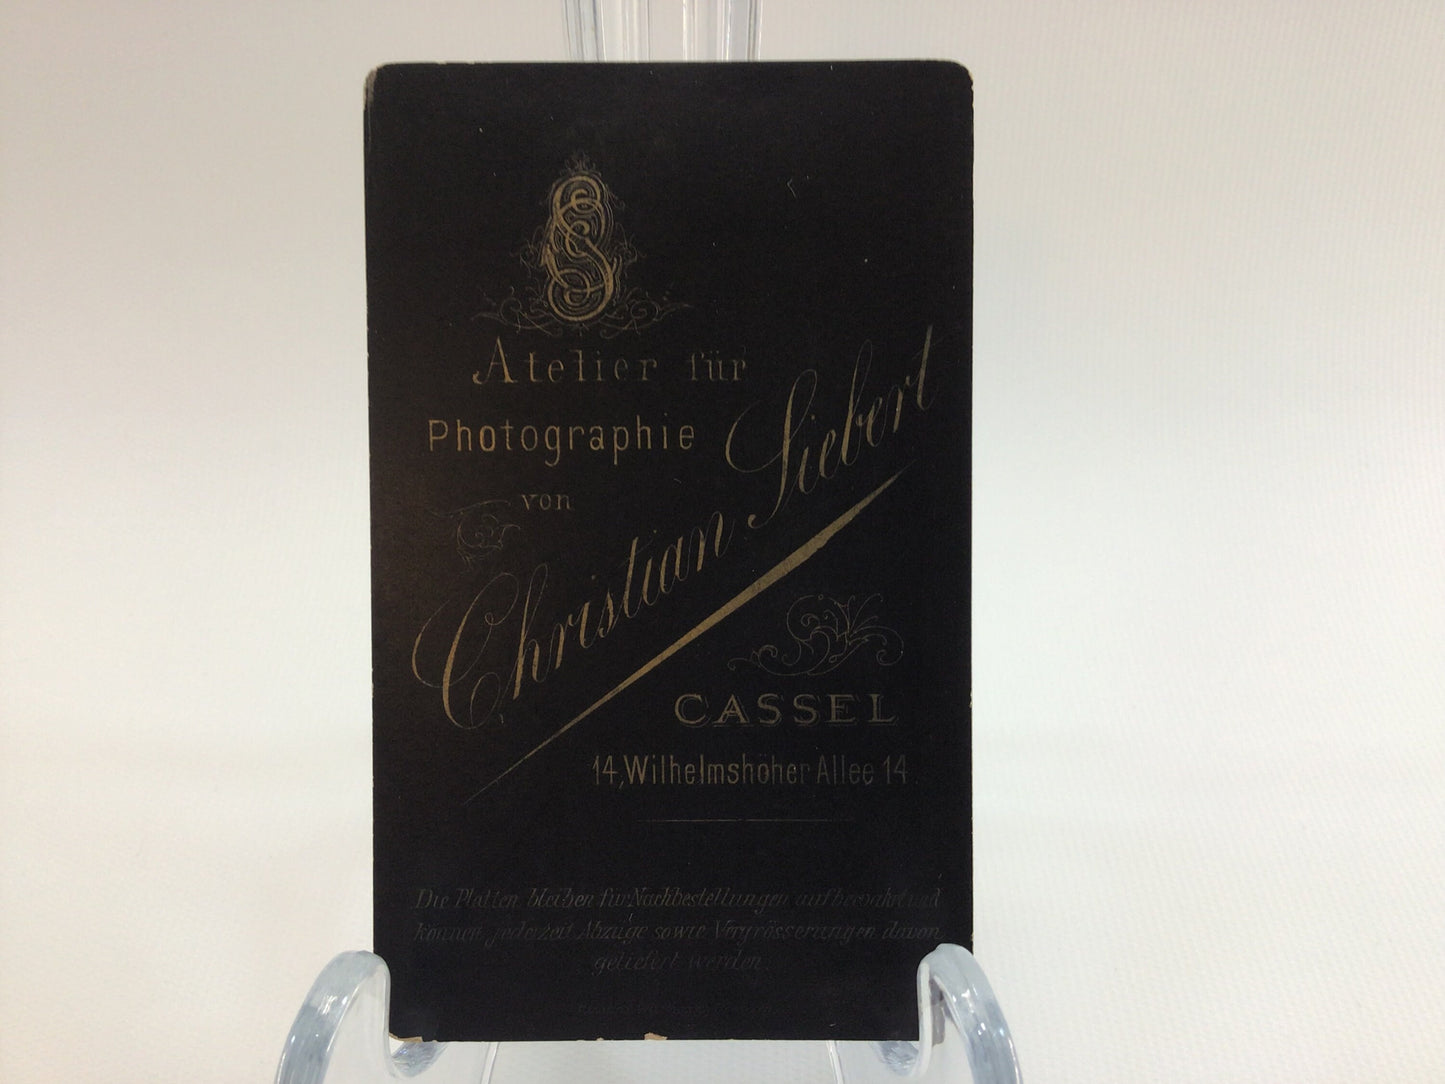 CS
Atelier für
Photographie
von
Christian Siebert
CASSEL
14, Wilhelmshöher Allee 14
Die Platten bleiben für Nachbestellungen aufbewahrt und
können jederzeit Abzüge sowie Vergrösserungen davon
geliefert werden.